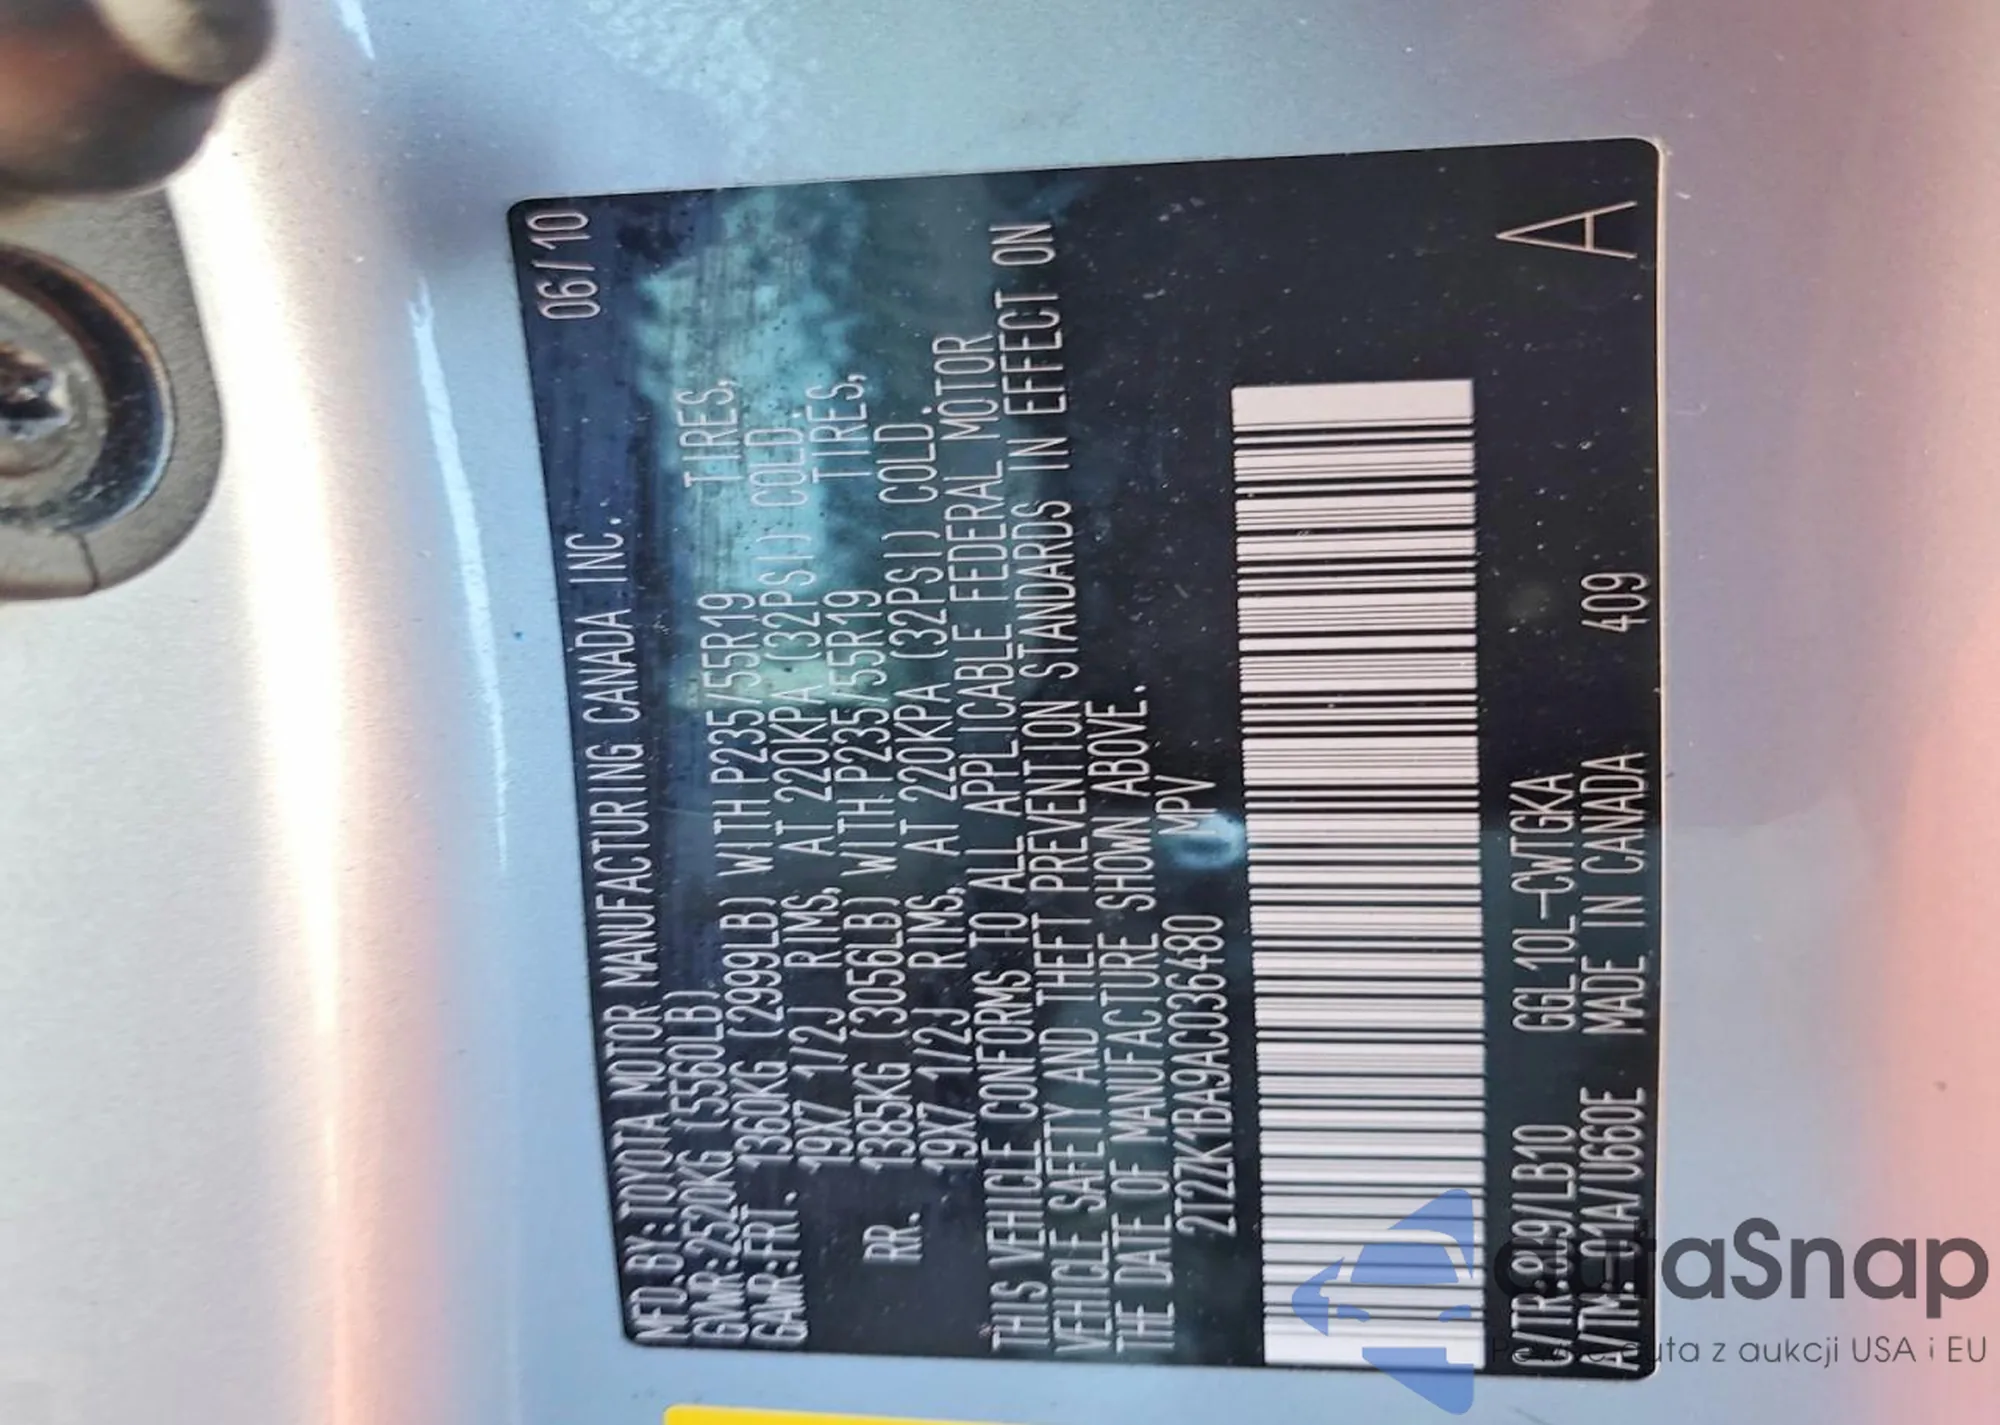 MFD.BY:TOYOTA MOTOR MANUFACTURING CANADA INC. 06/10
GVWR:2520KG (5560LB)
GAWR:FRT. 1360KG (2999LB) WITH P235/55R19 TIRES,
19X7 1/2J RIMS, AT 220KPA (32PSI) COLD.
RR. 1385KG (3056LB) WITH P235/55R19 TIRES,
19X7 1/2J RIMS, AT 220KPA (32PSI) COLD.
THIS VEHICLE CONFORMS TO ALL APPLICABLE FEDERAL MOTOR
VEHICLE SAFETY AND THEFT PREVENTION STANDARDS IN EFFECT ON
THE DATE OF MANUFACTURE SHOWN ABOVE.
2T2ZK1BA9AC036480 MPV
C/TR:8J9/LB10 GGL10L-CWTGKA
A/TM:-01A/U660E MADE IN CANADA 409 A
autaSnap
auta z aukcji USA i EU